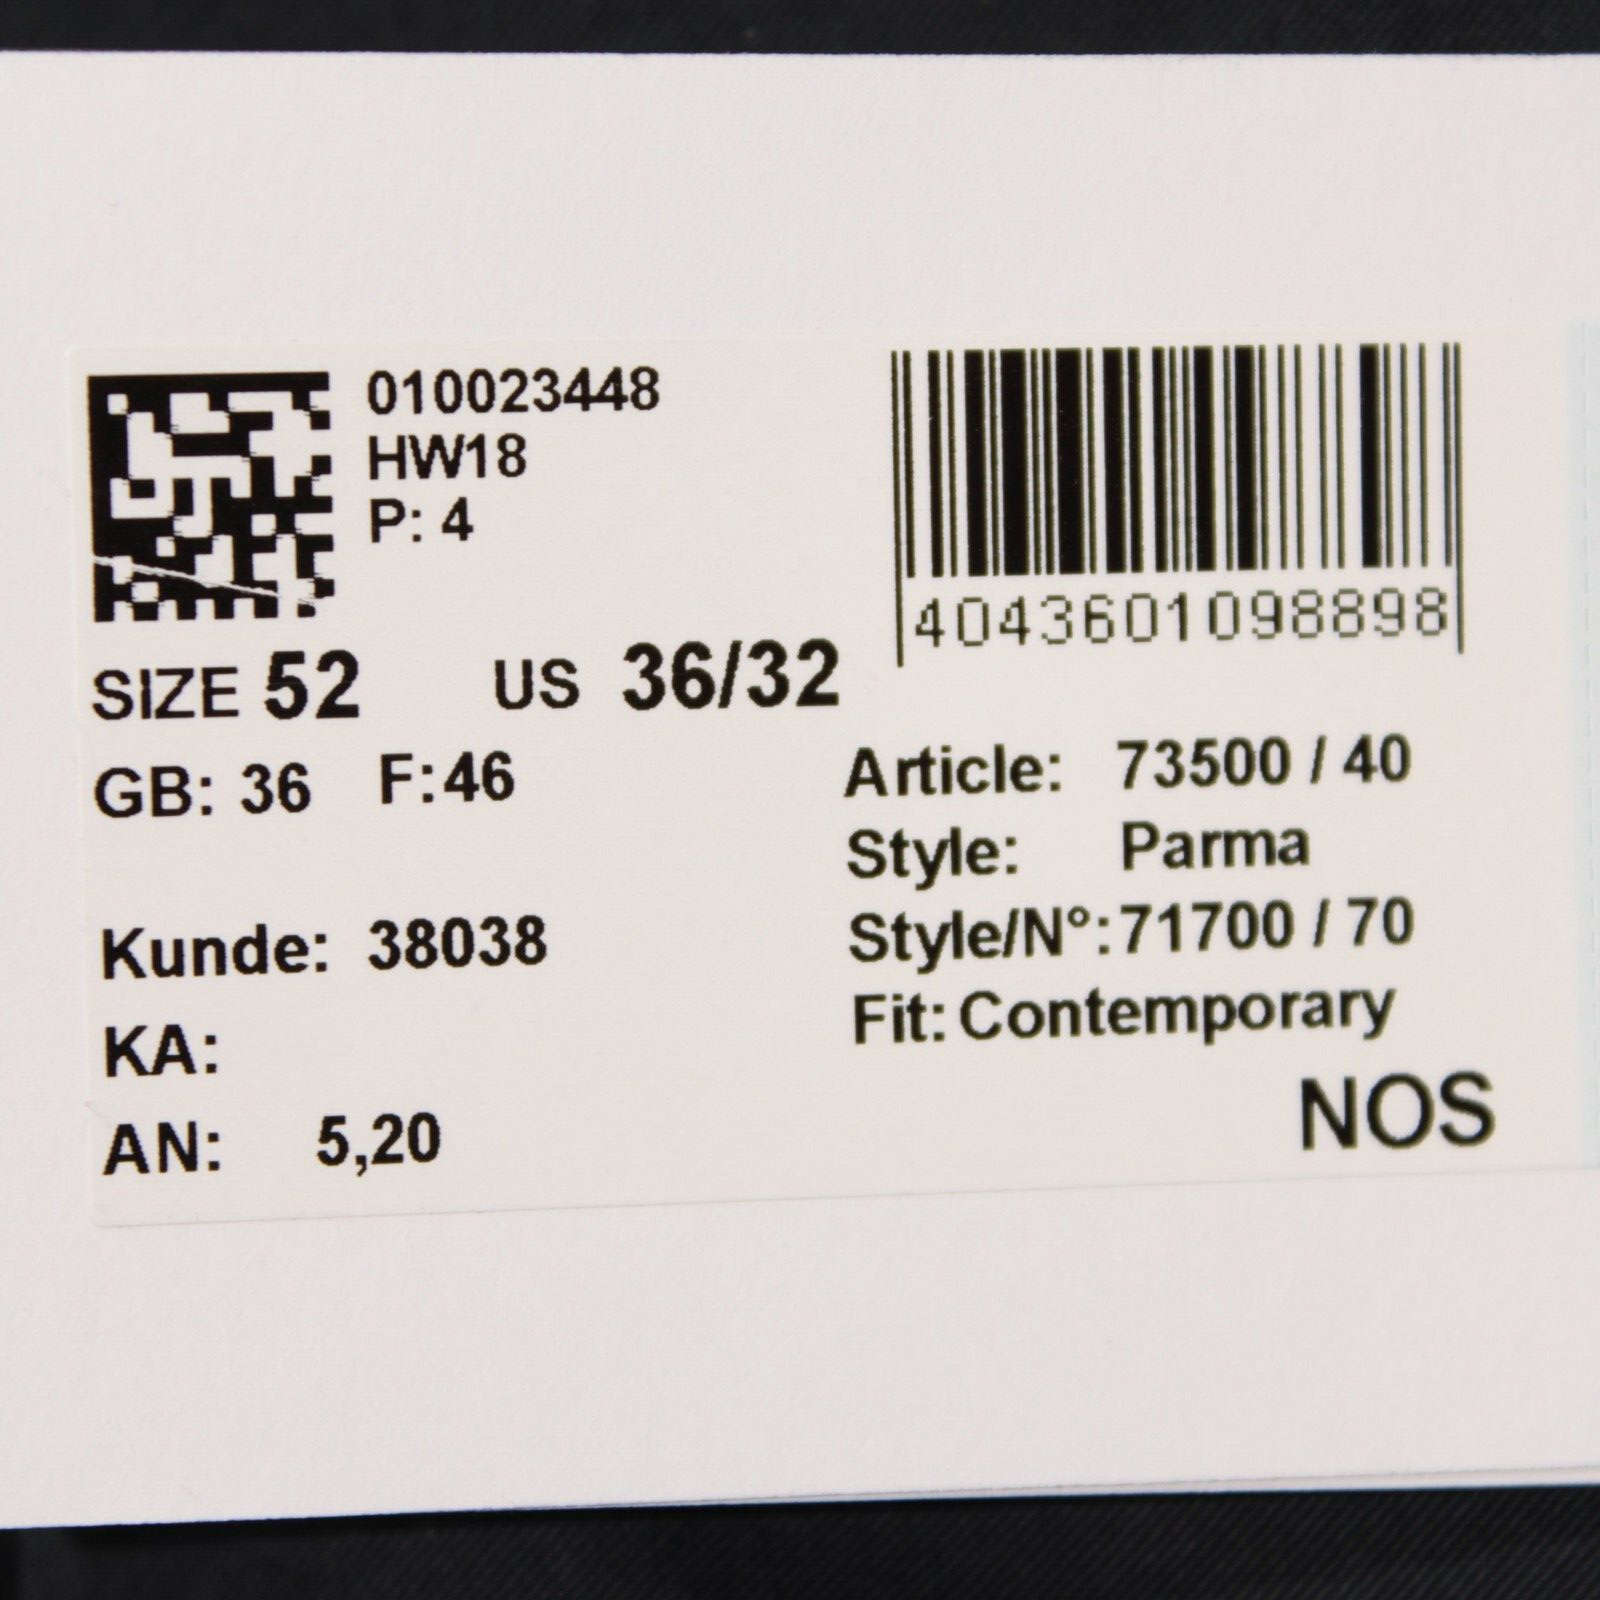 010023448
HW18
P: 4
4043601098898
SIZE 52 US 36/32
GB: 36 F:46
Article: 73500 / 40
Style: Parma
Style/N°:71700 / 70
Fit: Contemporary
Kunde: 38038
KA:
AN: 5,20
NOS